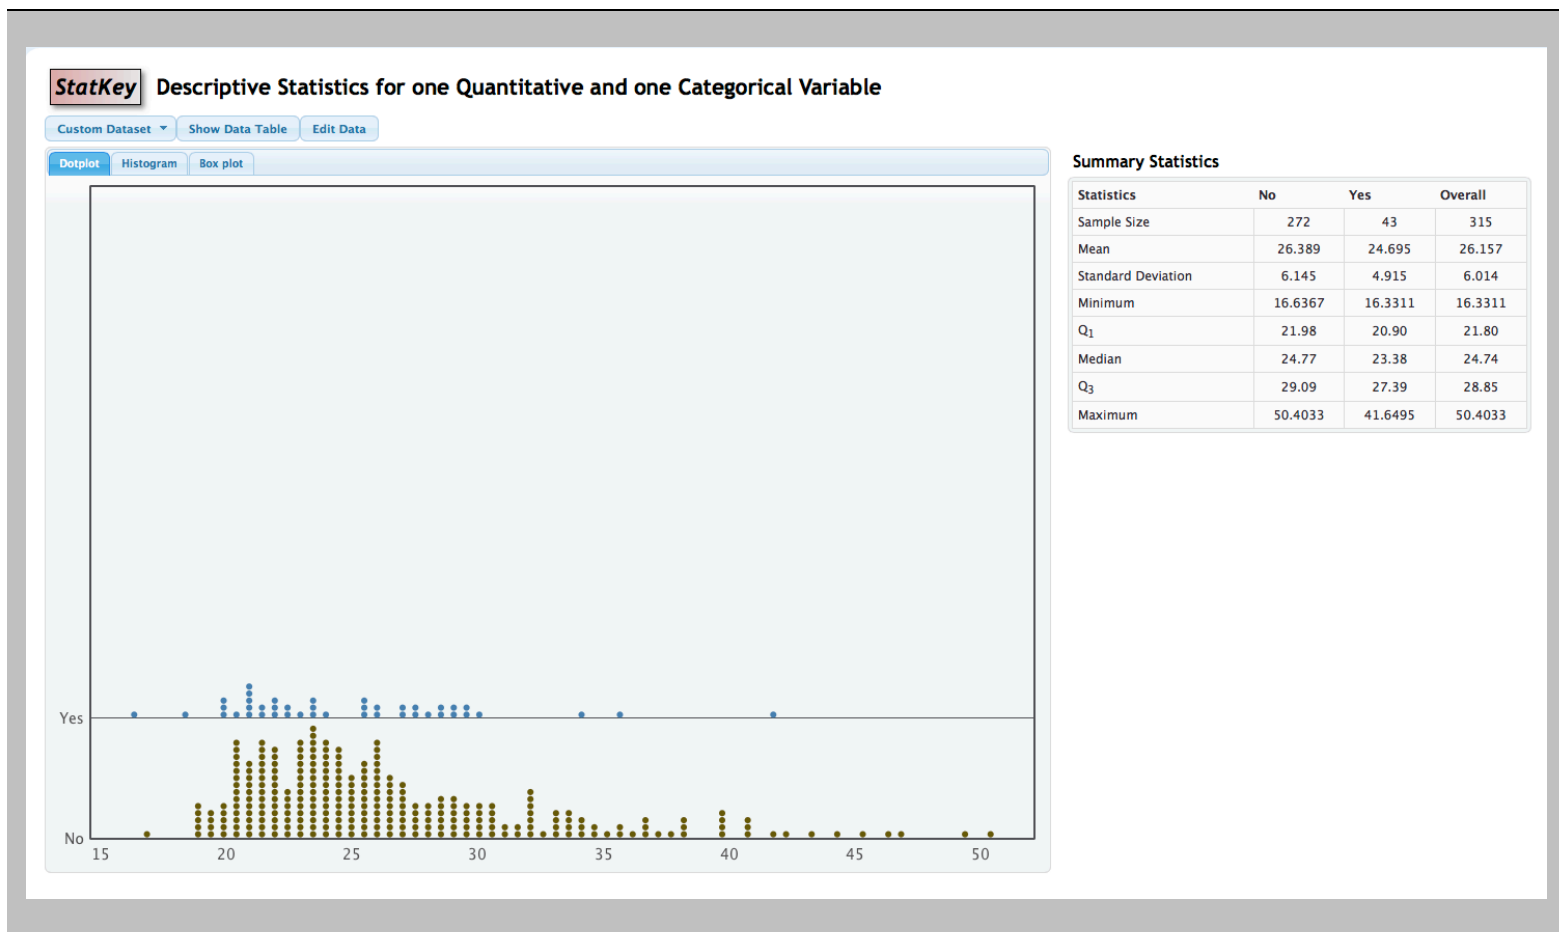 StatKey Descriptive Statistics for one Quantitative and one Categorical Variable
Custom Dataset Show Data Table Edit Data
Dotplot Histogram Box plot
Yes
No
15 20 25 30 35 40 45 50
Summary Statistics
Statistics No Yes Overall
Sample Size 272 43 315
Mean 26.389 24.695 26.157
Standard Deviation 6.145 4.915 6.014
Minimum 16.6367 16.3311 16.3311
Q1 21.98 20.90 21.80
Median 24.77 23.38 24.74
Q3 29.09 27.39 28.85
Maximum 50.4033 41.6495 50.4033